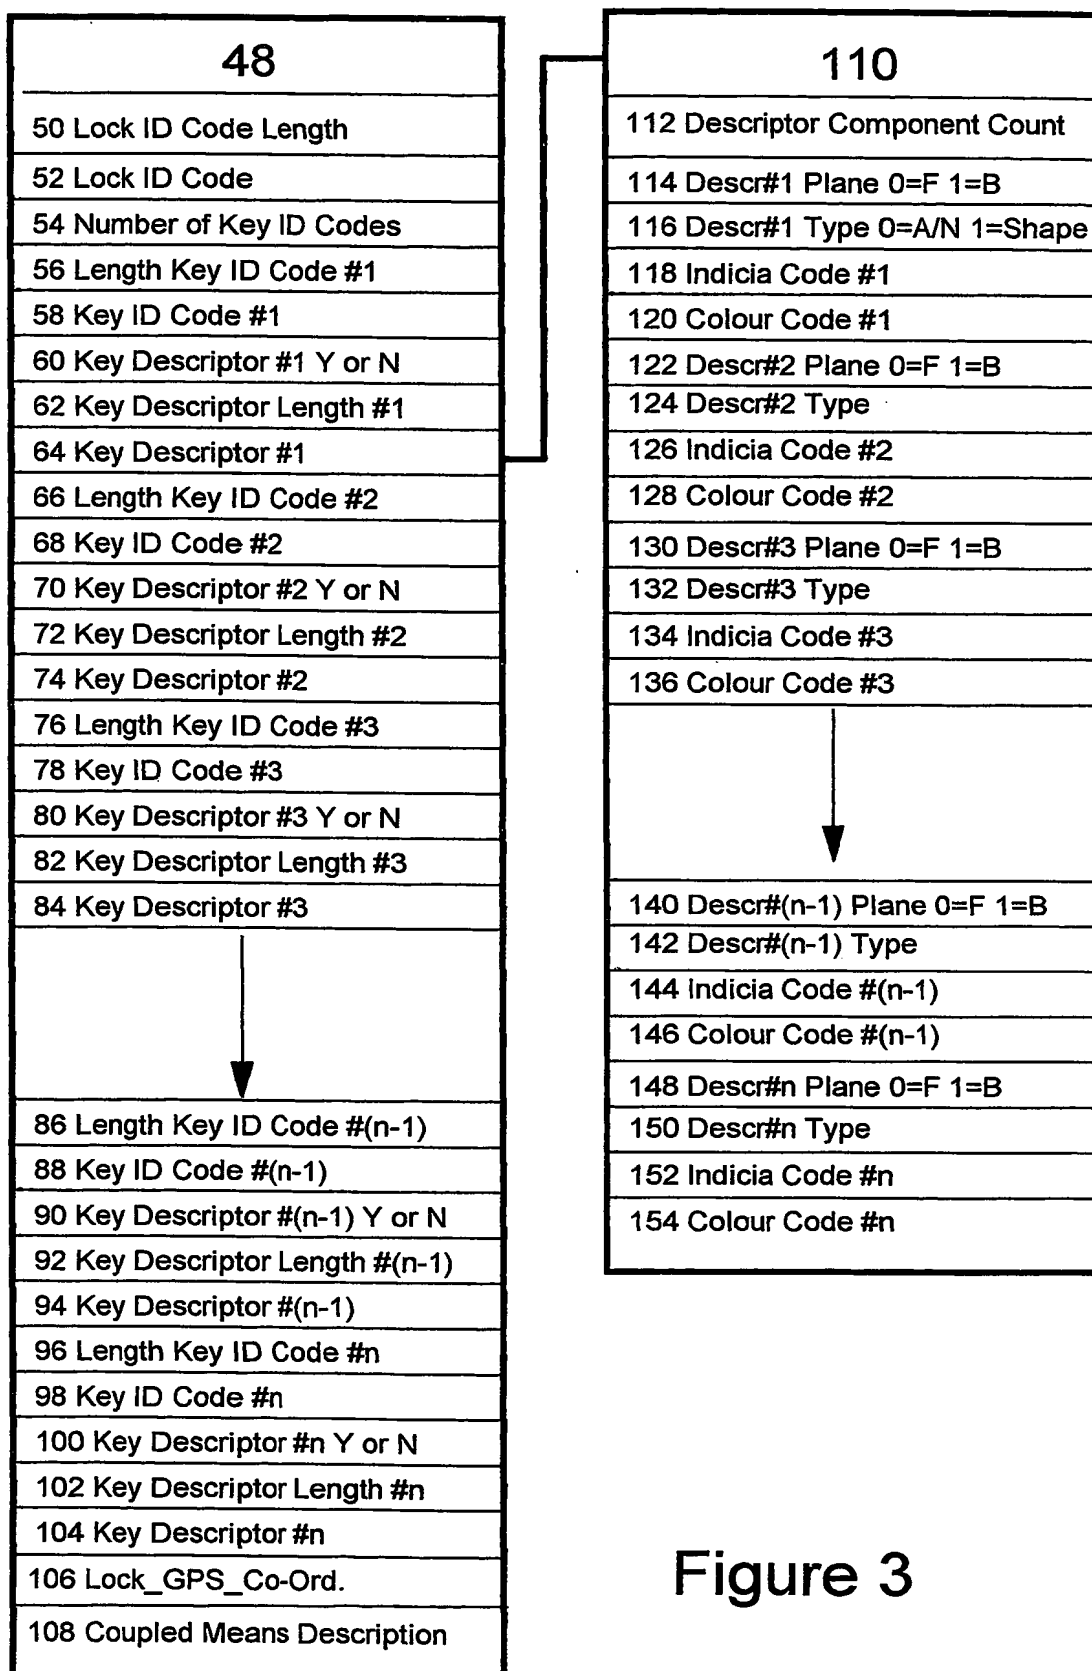 48
50 Lock ID Code Length
52 Lock ID Code
54 Number of Key ID Codes
56 Length Key ID Code #1
58 Key ID Code #1
60 Key Descriptor #1 Y or N
62 Key Descriptor Length #1
64 Key Descriptor #1
66 Length Key ID Code #2
68 Key ID Code #2
70 Key Descriptor #2 Y or N
72 Key Descriptor Length #2
74 Key Descriptor #2
76 Length Key ID Code #3
78 Key ID Code #3
80 Key Descriptor #3 Y or N
82 Key Descriptor Length #3
84 Key Descriptor #3
86 Length Key ID Code #(n-1)
88 Key ID Code #(n-1)
90 Key Descriptor #(n-1) Y or N
92 Key Descriptor Length #(n-1)
94 Key Descriptor #(n-1)
96 Length Key ID Code #n
98 Key ID Code #n
100 Key Descriptor #n Y or N
102 Key Descriptor Length #n
104 Key Descriptor #n
106 Lock_GPS_Co-Ord.
108 Coupled Means Description
110
112 Descriptor Component Count
114 Descr#1 Plane 0=F 1=B
116 Descr#1 Type 0=A/N 1=Shape
118 Indicia Code #1
120 Colour Code #1
122 Descr#2 Plane 0=F 1=B
124 Descr#2 Type
126 Indicia Code #2
128 Colour Code #2
130 Descr#3 Plane 0=F 1=B
132 Descr#3 Type
134 Indicia Code #3
136 Colour Code #3
140 Descr#(n-1) Plane 0=F 1=B
142 Descr#(n-1) Type
144 Indicia Code #(n-1)
146 Colour Code #(n-1)
148 Descr#n Plane 0=F 1=B
150 Descr#n Type
152 Indicia Code #n
154 Colour Code #n
Figure 3